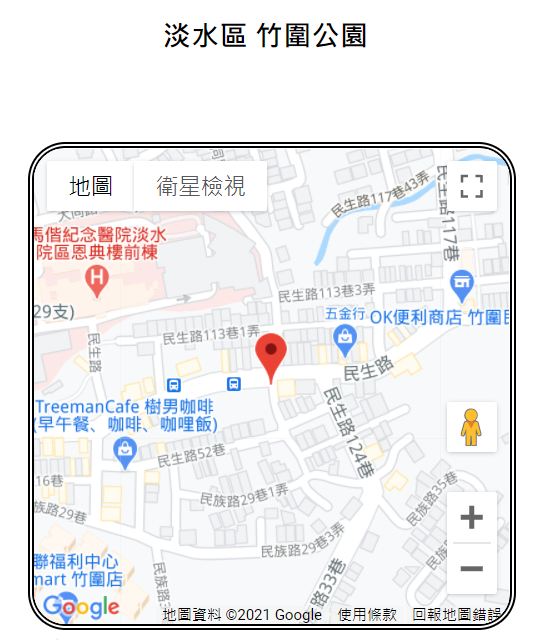 淡水區 竹圍公園
地圖
衛星檢視
大同路
民生路117巷43弄
民生路117巷
馬偕紀念醫院淡水
院區恩典樓前棟
民生路113巷3弄
29支)
五金行
OK便利商店 竹圍民
民生路113巷1弄
民生路
民生路
TreemanCafe 樹男咖啡
(早午餐、咖啡、咖哩飯)
民生路124巷
民生路52巷
16巷
民族路29巷1弄
民族路35巷
民族路29巷
民族路29巷3弄
聯福利中心
mart 竹圍店
民族路
路33巷
Google
地圖資料 ©2021 Google
使用條款
回報地圖錯誤